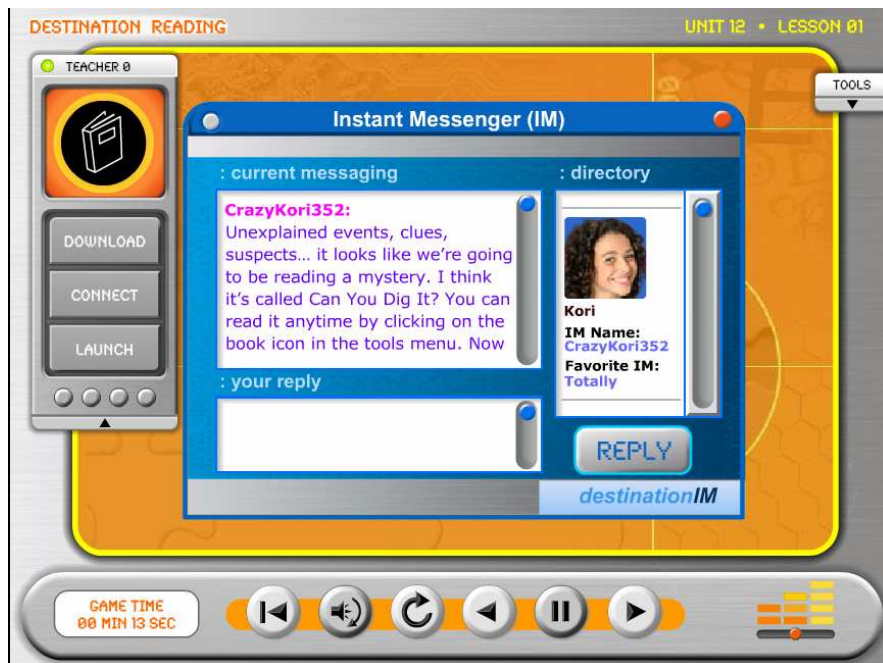 DESTINATION READING
UNIT 12 • LESSON 01
TEACHER 0
TOOLS
Instant Messenger (IM)
: current messaging
CrazyKori352:
Unexplained events, clues,
suspects… it looks like we’re going
to be reading a mystery. I think
it’s called Can You Dig It? You can
read it anytime by clicking on the
book icon in the tools menu. Now
: directory
Kori
IM Name:
CrazyKori352
Favorite IM:
Totally
: your reply
REPLY
destinationIM
DOWNLOAD
CONNECT
LAUNCH
GAME TIME
00 MIN 13 SEC